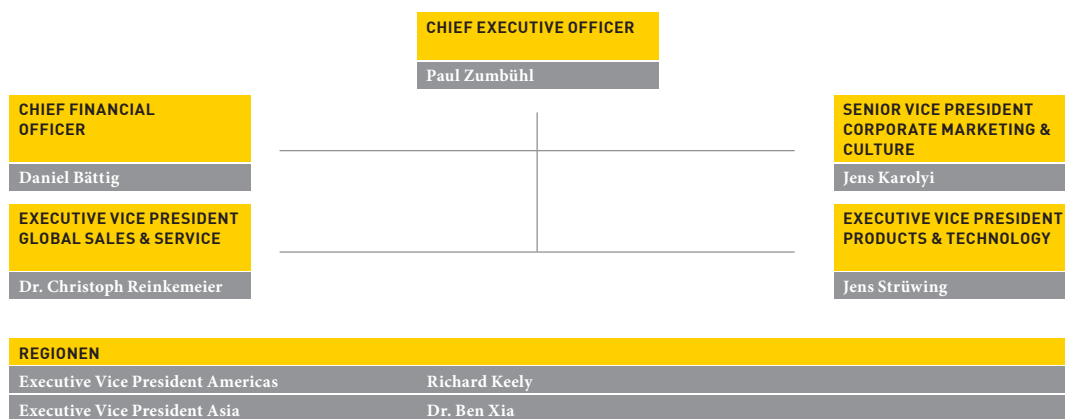 CHIEF EXECUTIVE OFFICER
Paul Zumbühl
CHIEF FINANCIAL
OFFICER
Daniel Bättig
SENIOR VICE PRESIDENT
CORPORATE MARKETING &
CULTURE
Jens Karolyi
EXECUTIVE VICE PRESIDENT
GLOBAL SALES & SERVICE
Dr. Christoph Reinkemeier
EXECUTIVE VICE PRESIDENT
PRODUCTS & TECHNOLOGY
Jens Strüwing
REGIONEN
Executive Vice President Americas Richard Keely
Executive Vice President Asia Dr. Ben Xia